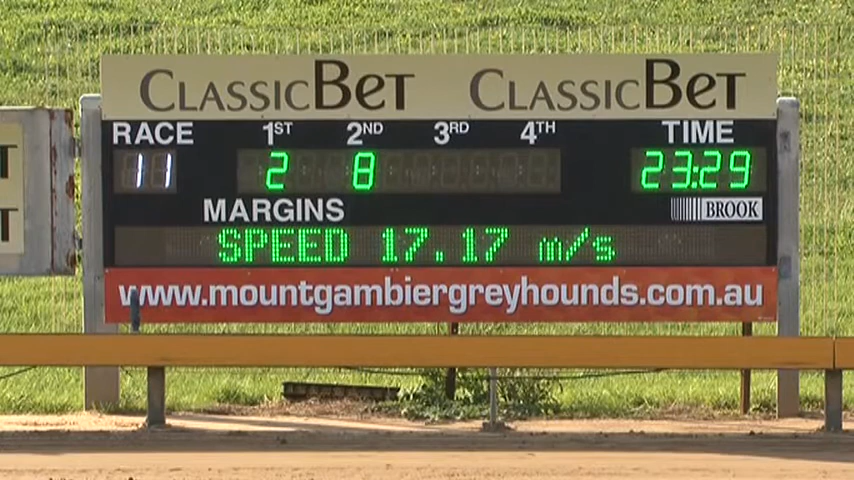 CLASSICBET CLASSICBET
RACE 1ST 2ND 3RD 4TH TIME
11 2 8 23:29
MARGINS BROOK
SPEED 17.17 m/s
www.mountgambiergreyhounds.com.au